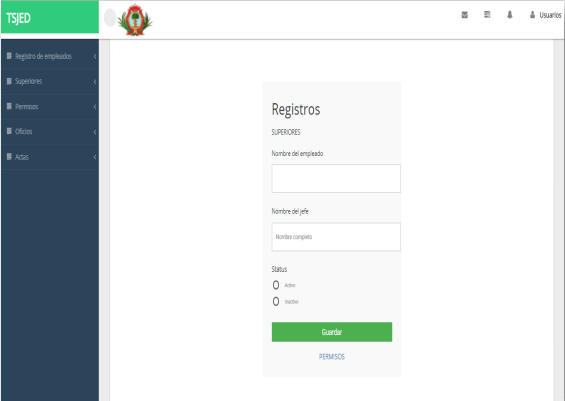 TSJED
Usuarios
Registro de empleados
Superiores
Permisos
Oficios
Actas
Registros
SUPERIORES
Nombre del empleado
Nombre del jefe
Nombre completo
Status
Activo
Inactivo
Guardar
PERMISOS